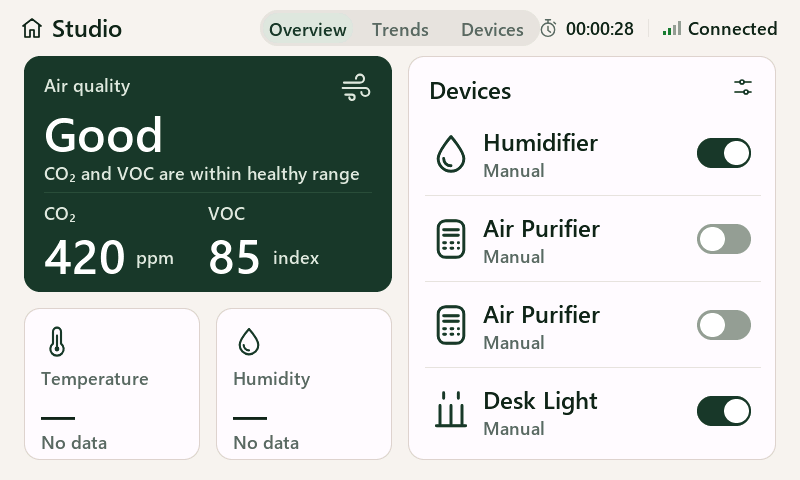 Studio
Overview
Trends
Devices
00:00:28
Connected
Air quality
Good
CO₂ and VOC are within healthy range
CO₂
VOC
420 ppm
85 index
Temperature
—
No data
Humidity
—
No data
Devices
Humidifier
Manual
Air Purifier
Manual
Air Purifier
Manual
Desk Light
Manual